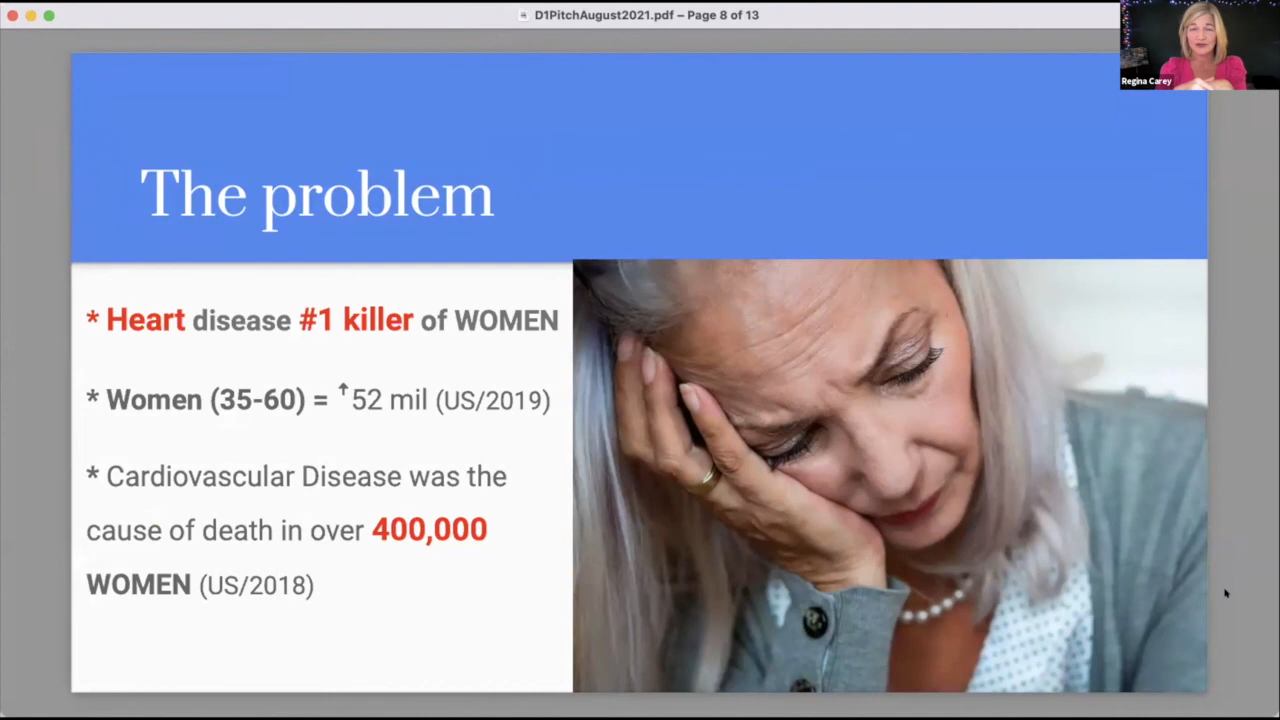 D1PitchAugust2021.pdf – Page 8 of 13
Regina Carey
The problem
* Heart disease #1 killer of WOMEN
* Women (35-60) = ↑52 mil (US/2019)
* Cardiovascular Disease was the
cause of death in over 400,000
WOMEN (US/2018)